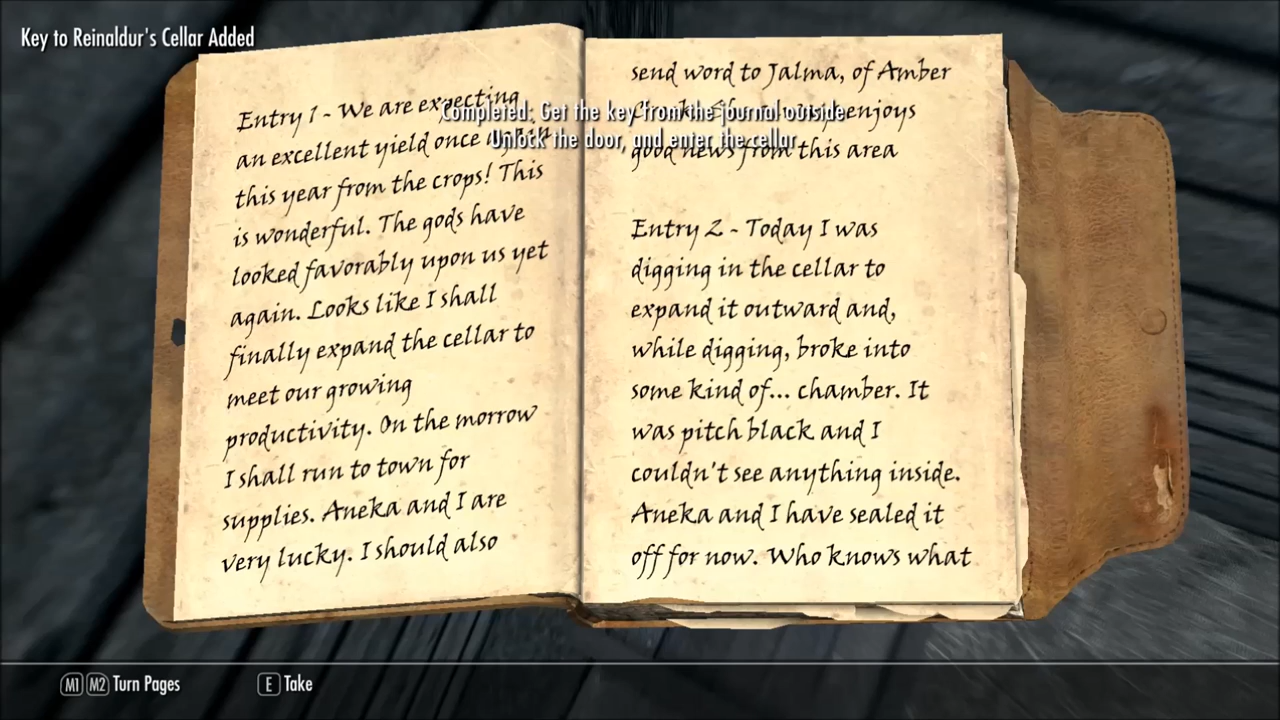 Key to Reinaldur's Cellar Added
Completed: Get the key from the journal outside
Unlock the door, and enter the cellar
Entry 1 - We are expecting
an excellent yield once again
this year from the crops! This
is wonderful. The gods have
looked favorably upon us yet
again. Looks like I shall
finally expand the cellar to
meet our growing
productivity. On the morrow
I shall run to town for
supplies. Aneka and I are
very lucky. I should also
send word to Jalma, of Amber
enjoys
good news from this area
Entry 2 - Today I was
digging in the cellar to
expand it outward and,
while digging, broke into
some kind of... chamber. It
was pitch black and I
couldn't see anything inside.
Aneka and I have sealed it
off for now. Who knows what
M1 M2 Turn Pages
E Take